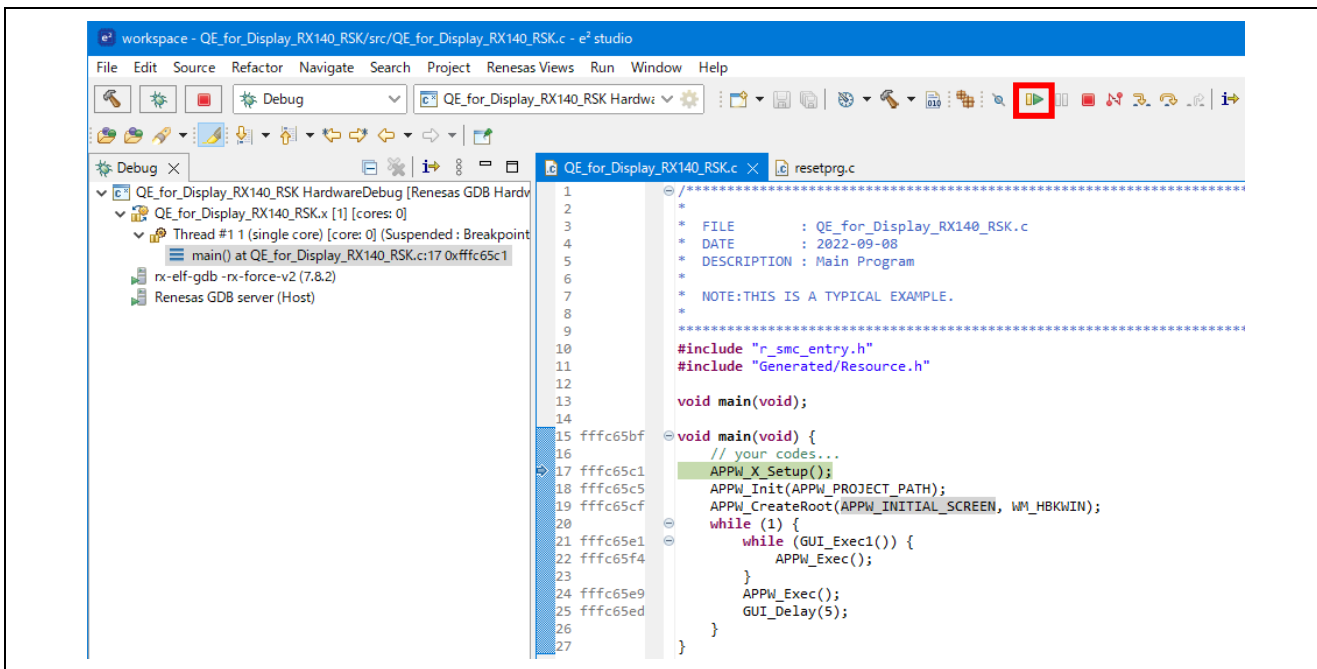 workspace - QE_for_Display_RX140_RSK/src/QE_for_Display_RX140_RSK.c - e² studio
File Edit Source Refactor Navigate Search Project Renesas Views Run Window Help
Debug QE_for_Display_RX140_RSK Hardwa
Debug
QE_for_Display_RX140_RSK.c resetprg.c
QE_for_Display_RX140_RSK HardwareDebug [Renesas GDB Hardw
QE_for_Display_RX140_RSK.x [1] [cores: 0]
Thread #1 1 (single core) [core: 0] (Suspended : Breakpoint
main() at QE_for_Display_RX140_RSK.c:17 0xfffc65c1
rx-elf-gdb -rx-force-v2 (7.8.2)
Renesas GDB server (Host)
1 /*********************************************************************
2 *
3 * FILE : QE_for_Display_RX140_RSK.c
4 * DATE : 2022-09-08
5 * DESCRIPTION : Main Program
6 *
7 * NOTE:THIS IS A TYPICAL EXAMPLE.
8 *
9 **********************************************************************
10 #include "r_smc_entry.h"
11 #include "Generated/Resource.h"
12
13 void main(void);
14
15 fffc65bf void main(void) {
16 // your codes...
17 fffc65c1 APPW_X_Setup();
18 fffc65c5 APPW_Init(APPW_PROJECT_PATH);
19 fffc65cf APPW_CreateRoot(APPW_INITIAL_SCREEN, WM_HBKWIN);
20 while (1) {
21 fffc65e1 while (GUI_Exec1()) {
22 fffc65f4 APPW_Exec();
23 }
24 fffc65e9 APPW_Exec();
25 fffc65ed GUI_Delay(5);
26 }
27 }